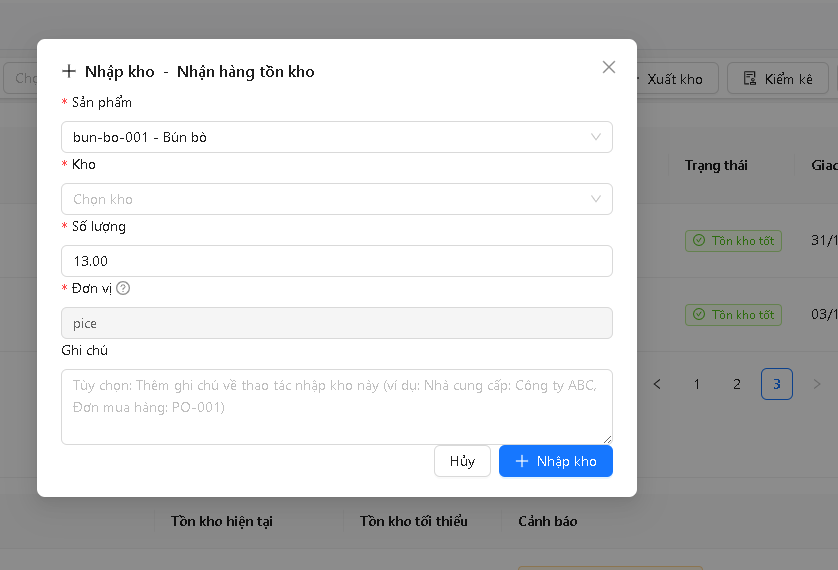 Nhập kho - Nhận hàng tồn kho
* Sản phẩm
bun-bo-001 - Bún bò
* Kho
Chọn kho
* Số lượng
13.00
* Đơn vị
pice
Ghi chú
Tùy chọn: Thêm ghi chú về thao tác nhập kho này (ví dụ: Nhà cung cấp: Công ty ABC,
Đơn mua hàng: PO-001)
Hủy
Nhập kho
Xuất kho
Kiểm kê
Trạng thái
Tồn kho tốt
31/1
Tồn kho tốt
03/1
1 2 3
Tồn kho hiện tại
Tồn kho tối thiểu
Cảnh báo